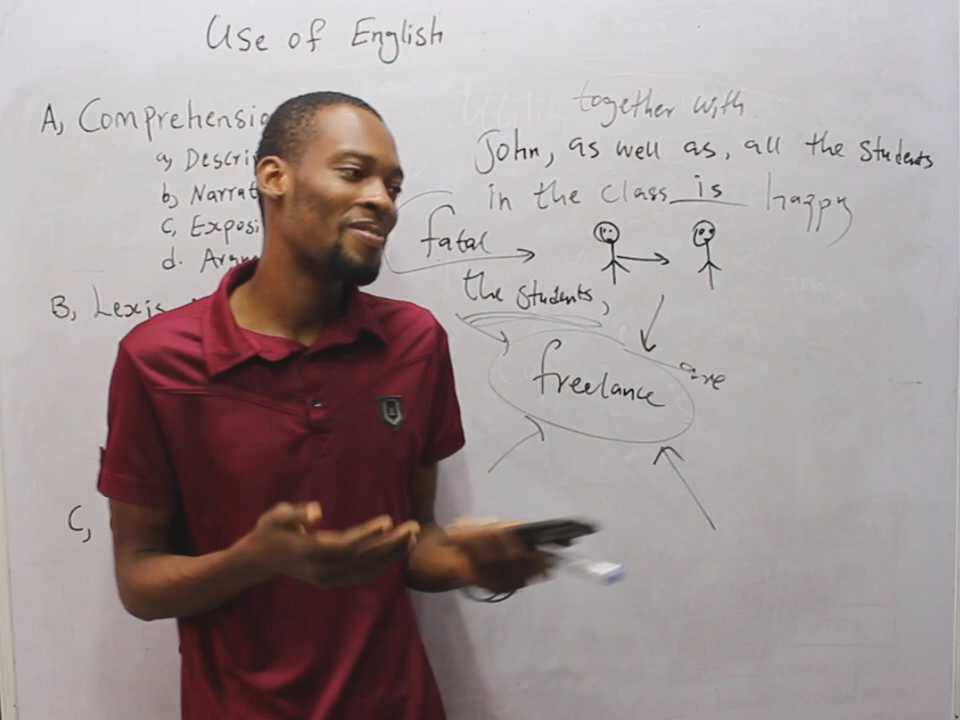 Use of English
A, Comprehensio
a, Descri
b, Narrat
c, Exposi
d.
B, Lexis
C,
together with
John, as well as, all the students
in the class is happy
fatal
the students,
freelance
are